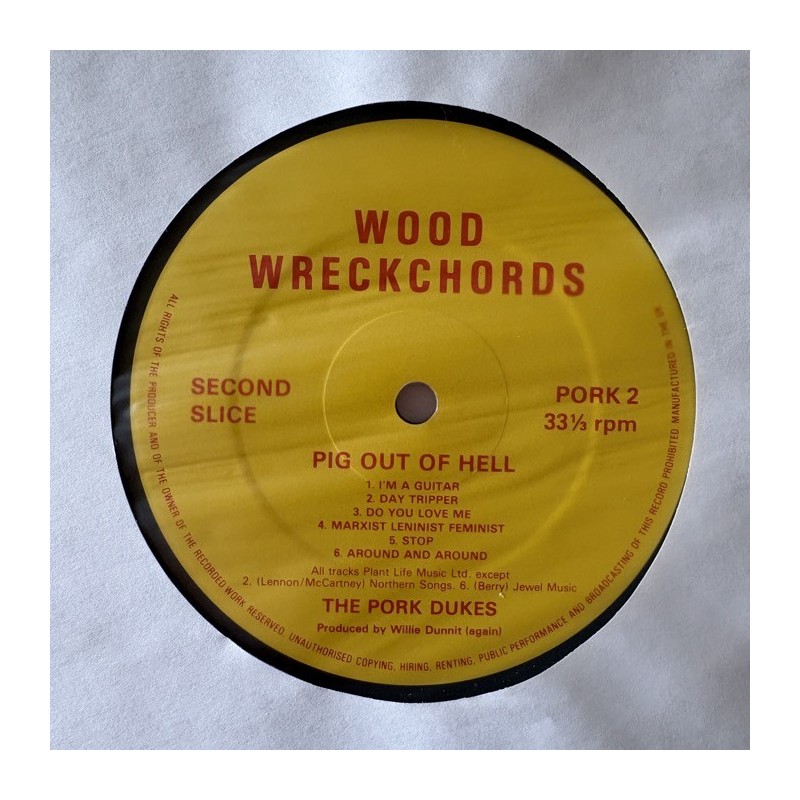 WOOD
WRECKCHORDS
SECOND
SLICE
PORK 2
33⅓ rpm
PIG OUT OF HELL
1. I'M A GUITAR
2. DAY TRIPPER
3. DO YOU LOVE ME
4. MARXIST LENINIST FEMINIST
5. STOP
6. AROUND AND AROUND
All tracks Plant Life Music Ltd. except
2. (Lennon/McCartney) Northern Songs. 6. (Berry) Jewel Music
THE PORK DUKES
Produced by Willie Dunnit (again)
ALL RIGHTS OF THE PRODUCER AND OF THE OWNER OF THE RECORDED WORK RESERVED. UNAUTHORISED COPYING, HIRING, RENTING, PUBLIC PERFORMANCE AND BROADCASTING OF THIS RECORD PROHIBITED. MANUFACTURED IN THE UK